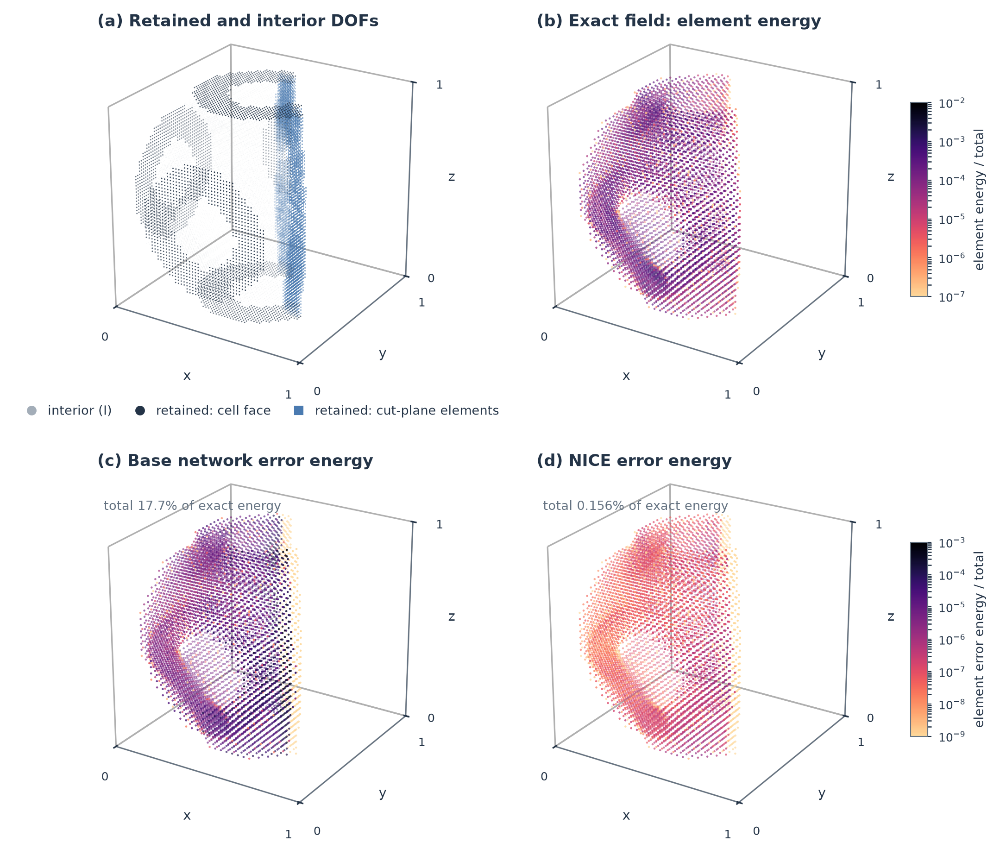 (a) Retained and interior DOFs
1
z
0
1
y
0
x
1
0
interior (I)
retained: cell face
retained: cut-plane elements
(b) Exact field: element energy
1
z
0
1
y
0
x
1
0
10⁻²
10⁻³
10⁻⁴
10⁻⁵
10⁻⁶
10⁻⁷
element energy / total
(c) Base network error energy
total 17.7% of exact energy
1
z
0
1
y
0
x
1
0
(d) NICE error energy
total 0.156% of exact energy
1
z
0
1
y
0
x
1
0
10⁻³
10⁻⁴
10⁻⁵
10⁻⁶
10⁻⁷
10⁻⁸
10⁻⁹
element error energy / total